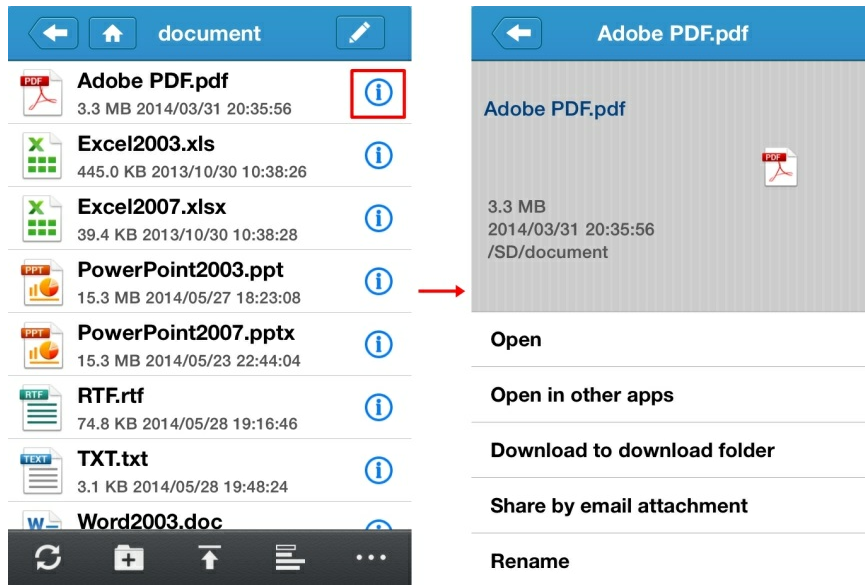 document
PDF
Adobe PDF.pdf
3.3 MB 2014/03/31 20:35:56
X
Excel2003.xls
445.0 KB 2013/10/30 10:38:26
X
Excel2007.xlsx
39.4 KB 2013/10/30 10:38:28
PPT
PowerPoint2003.ppt
15.3 MB 2014/05/27 18:23:08
PPT
PowerPoint2007.pptx
15.3 MB 2014/05/23 22:44:04
RTF
RTF.rtf
74.8 KB 2014/05/28 19:16:46
TEXT
TXT.txt
3.1 KB 2014/05/28 19:48:24
W
Word2003.doc
Adobe PDF.pdf
Adobe PDF.pdf
PDF
3.3 MB
2014/03/31 20:35:56
/SD/document
Open
Open in other apps
Download to download folder
Share by email attachment
Rename